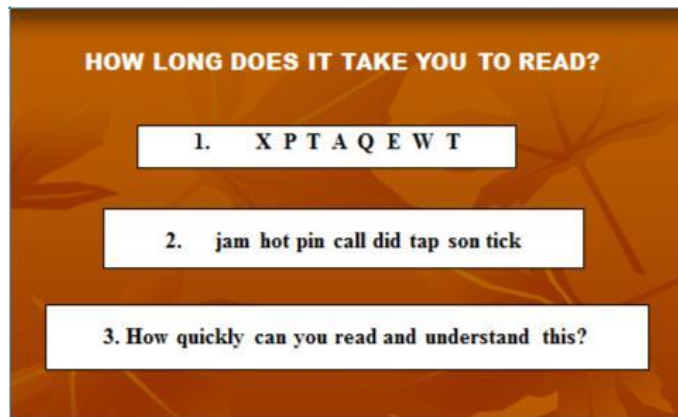 HOW LONG DOES IT TAKE YOU TO READ?
1. X P T A Q E W T
2. jam hot pin call did tap son tick
3. How quickly can you read and understand this?